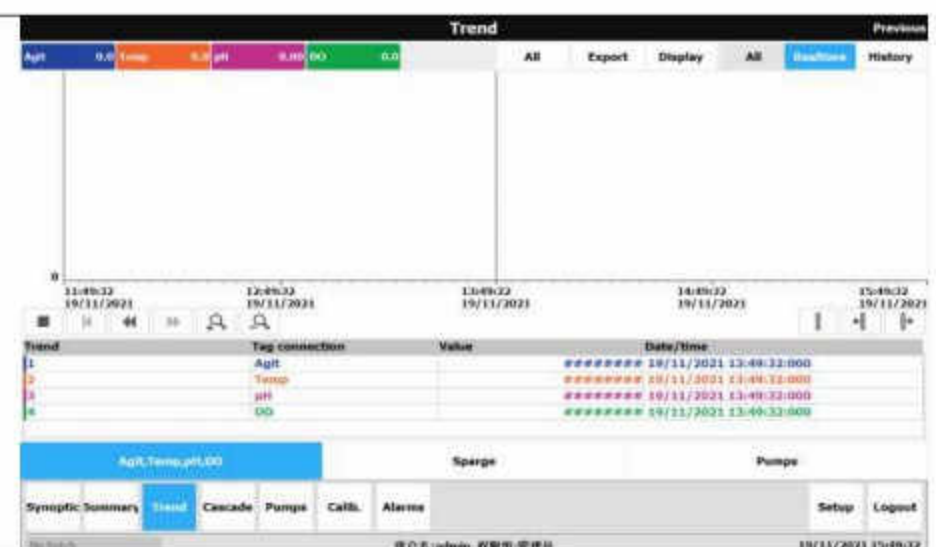 Trend Previous
Agit 0.0 Temp 0.0 pH 0.00 DO 0.0 All Export Display All Realtime History
0
11:49:32 12:49:32 13:49:32 14:49:32 15:49:32
19/11/2021 19/11/2021 19/11/2021 19/11/2021 19/11/2021
Trend Tag connection Value Date/time
1 Agit ######## 19/11/2021 13:49:32:000
2 Temp ######## 19/11/2021 13:49:32:000
3 pH ######## 19/11/2021 13:49:32:000
4 DO ######## 19/11/2021 13:49:32:000
Agit,Temp,pH,DO Sparge Pumps
Synoptic Summary Trend Cascade Pumps Calib. Alarms Setup Logout
No batch :admin 19/11/2021 15:49:32